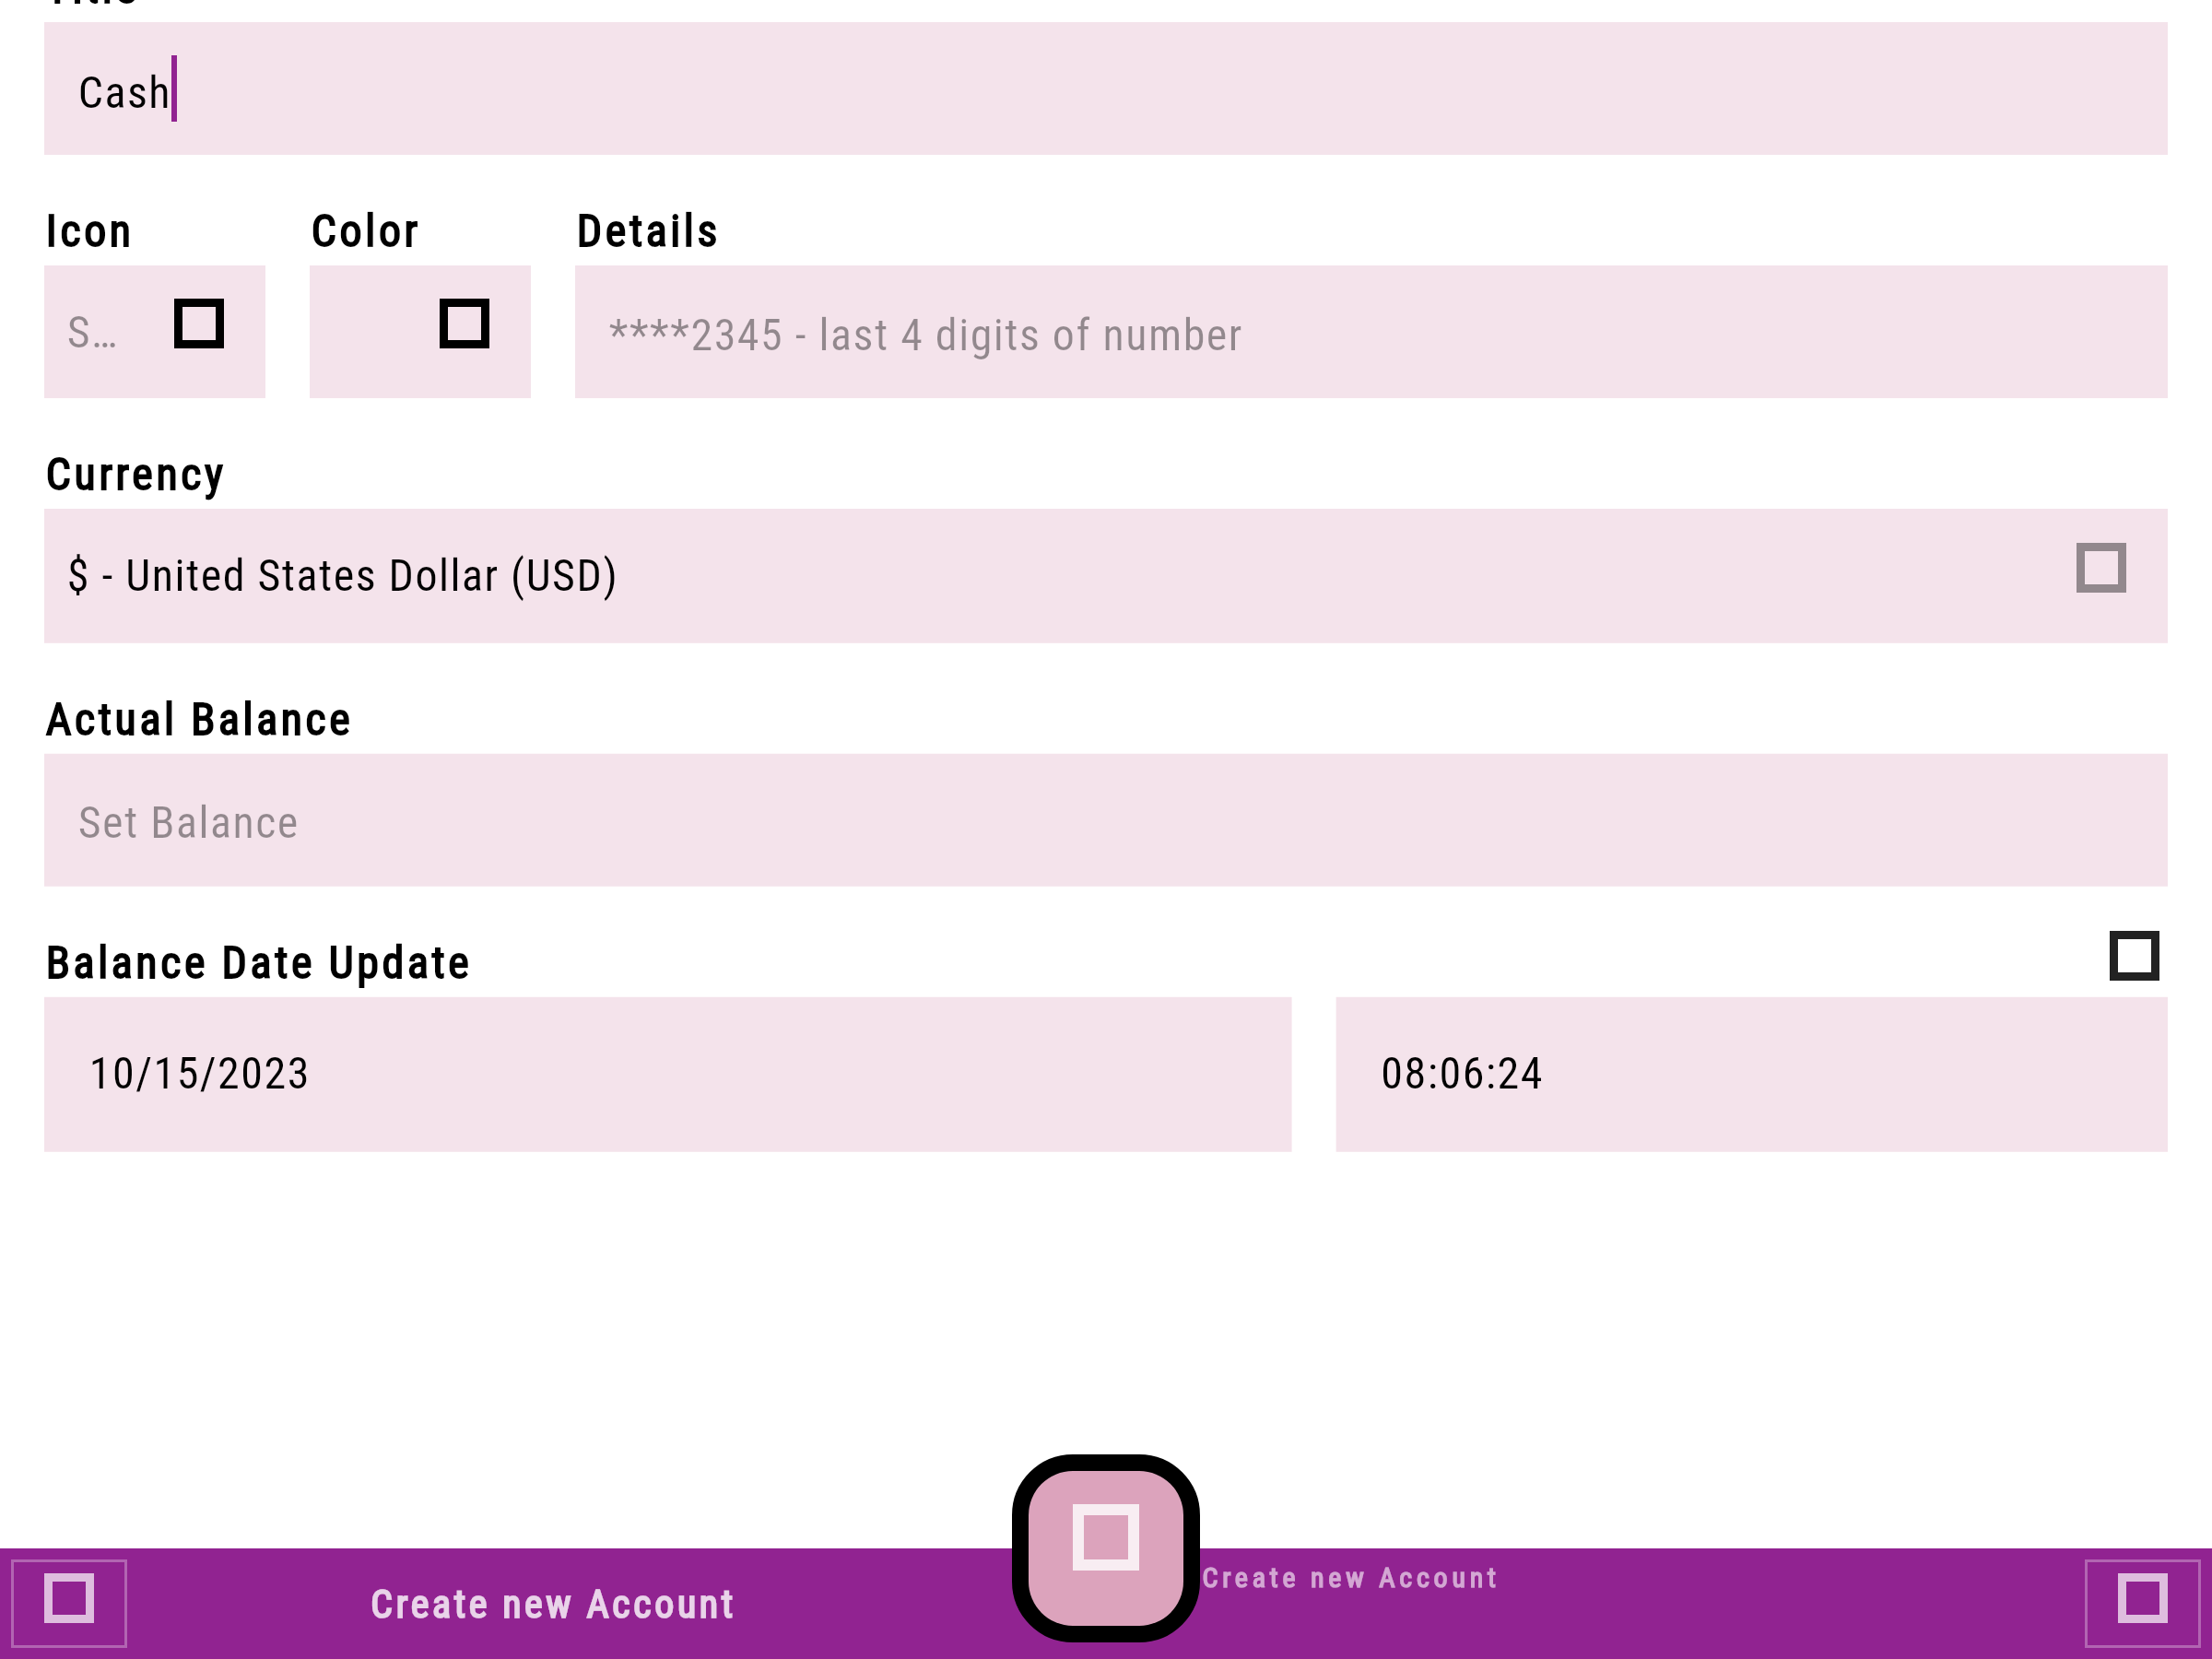 Cash
Icon Color Details
S… ****2345 - last 4 digits of number
Currency
$ - United States Dollar (USD)
Actual Balance
Set Balance
Balance Date Update
10/15/2023 08:06:24
Create new Account
Create new Account